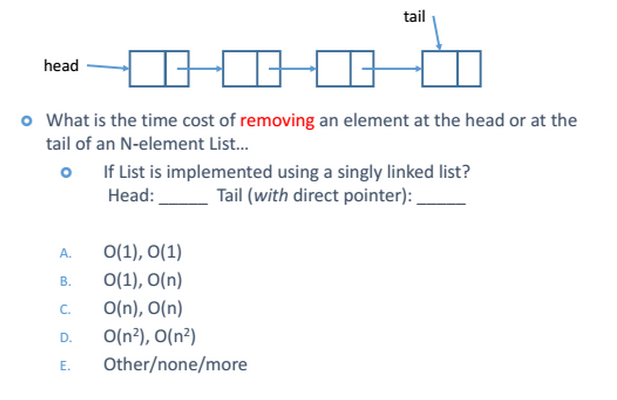 tail
head
What is the time cost of removing an element at the head or at the
tail of an N-element List...
If List is implemented using a singly linked list?
Head: _____ Tail (with direct pointer): _____
A. O(1), O(1)
B. O(1), O(n)
C. O(n), O(n)
D. O(n²), O(n²)
E. Other/none/more